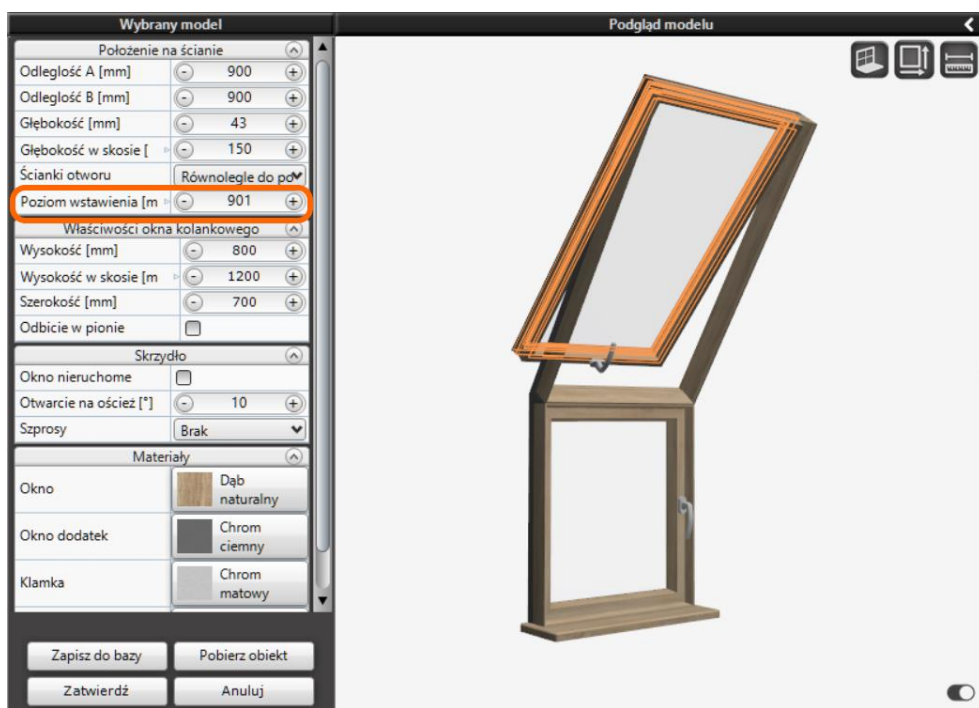 Wybrany model
Podgląd modelu
Położenie na ścianie
Odległość A [mm] - 900 +
Odległość B [mm] - 900 +
Głębokość [mm] - 43 +
Głębokość w skosie [ - 150 +
Ścianki otworu Równolegle do po
Poziom wstawienia [m - 901 +
Właściwości okna kolankowego
Wysokość [mm] - 800 +
Wysokość w skosie [m - 1200 +
Szerokość [mm] - 700 +
Odbicie w pionie
Skrzydło
Okno nieruchome
Otwarcie na oścież [°] - 10 +
Szprosy Brak
Materiały
Okno Dąb
naturalny
Okno dodatek Chrom
ciemny
Klamka Chrom
matowy
Zapisz do bazy Pobierz obiekt
Zatwierdź Anuluj